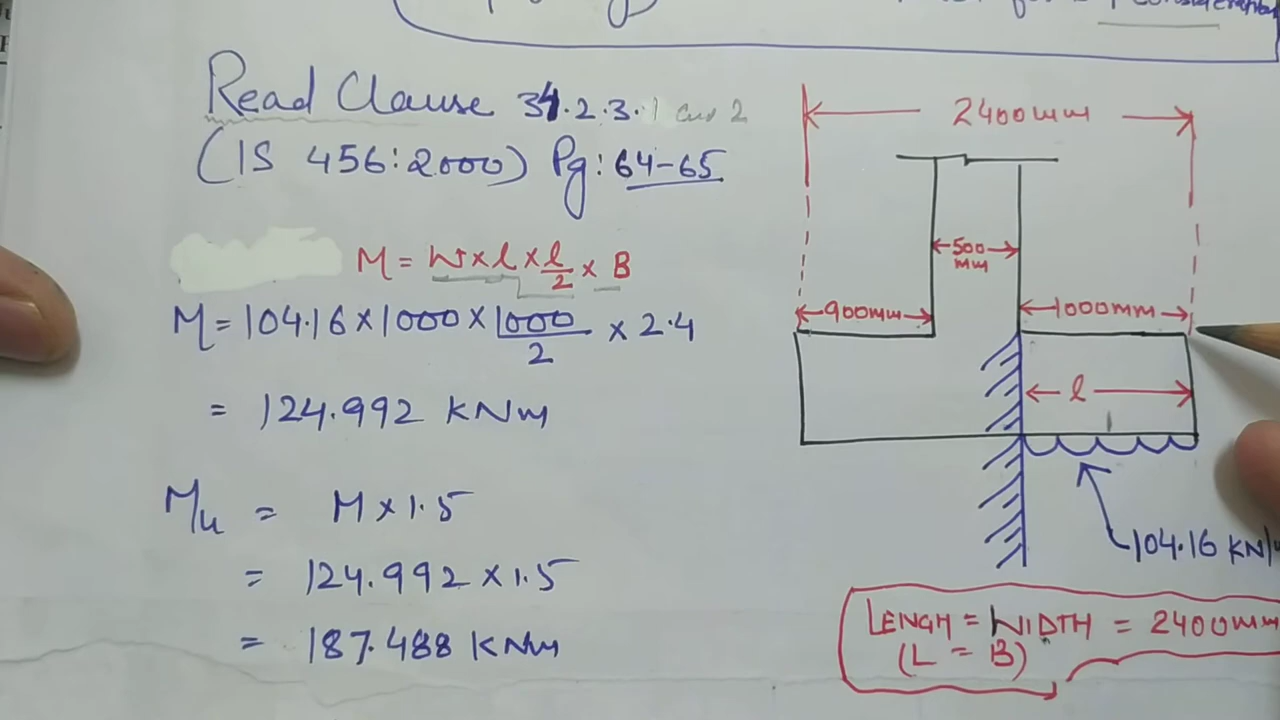 Read Clause 34.2.3.1 and 2
(IS 456:2000) Pg: 64-65
M = W×l×l/2 × B
M = 104.16 × 1000 × 1000/2 × 2.4
= 124.992 KNm
Mu = M × 1.5
= 124.992 × 1.5
= 187.488 KNm
2400mm
500
MM
900mm
1000mm
l
104.16 KN/
LENGH = WIDTH = 2400mm
(L = B)